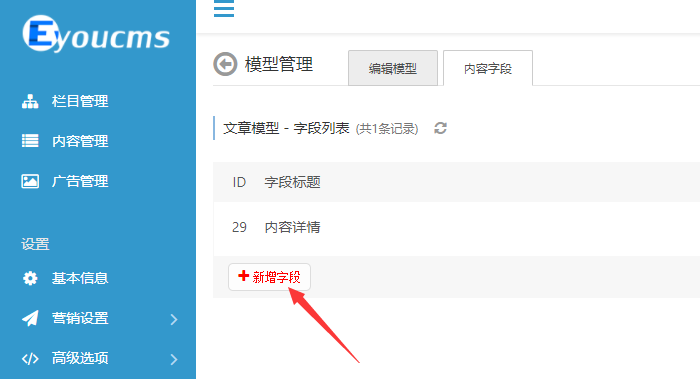 Eyoucms
栏目管理
内容管理
广告管理
设置
基本信息
营销设置
高级选项
模型管理
编辑模型
内容字段
文章模型 - 字段列表 (共1条记录)
ID 字段标题
29 内容详情
新增字段